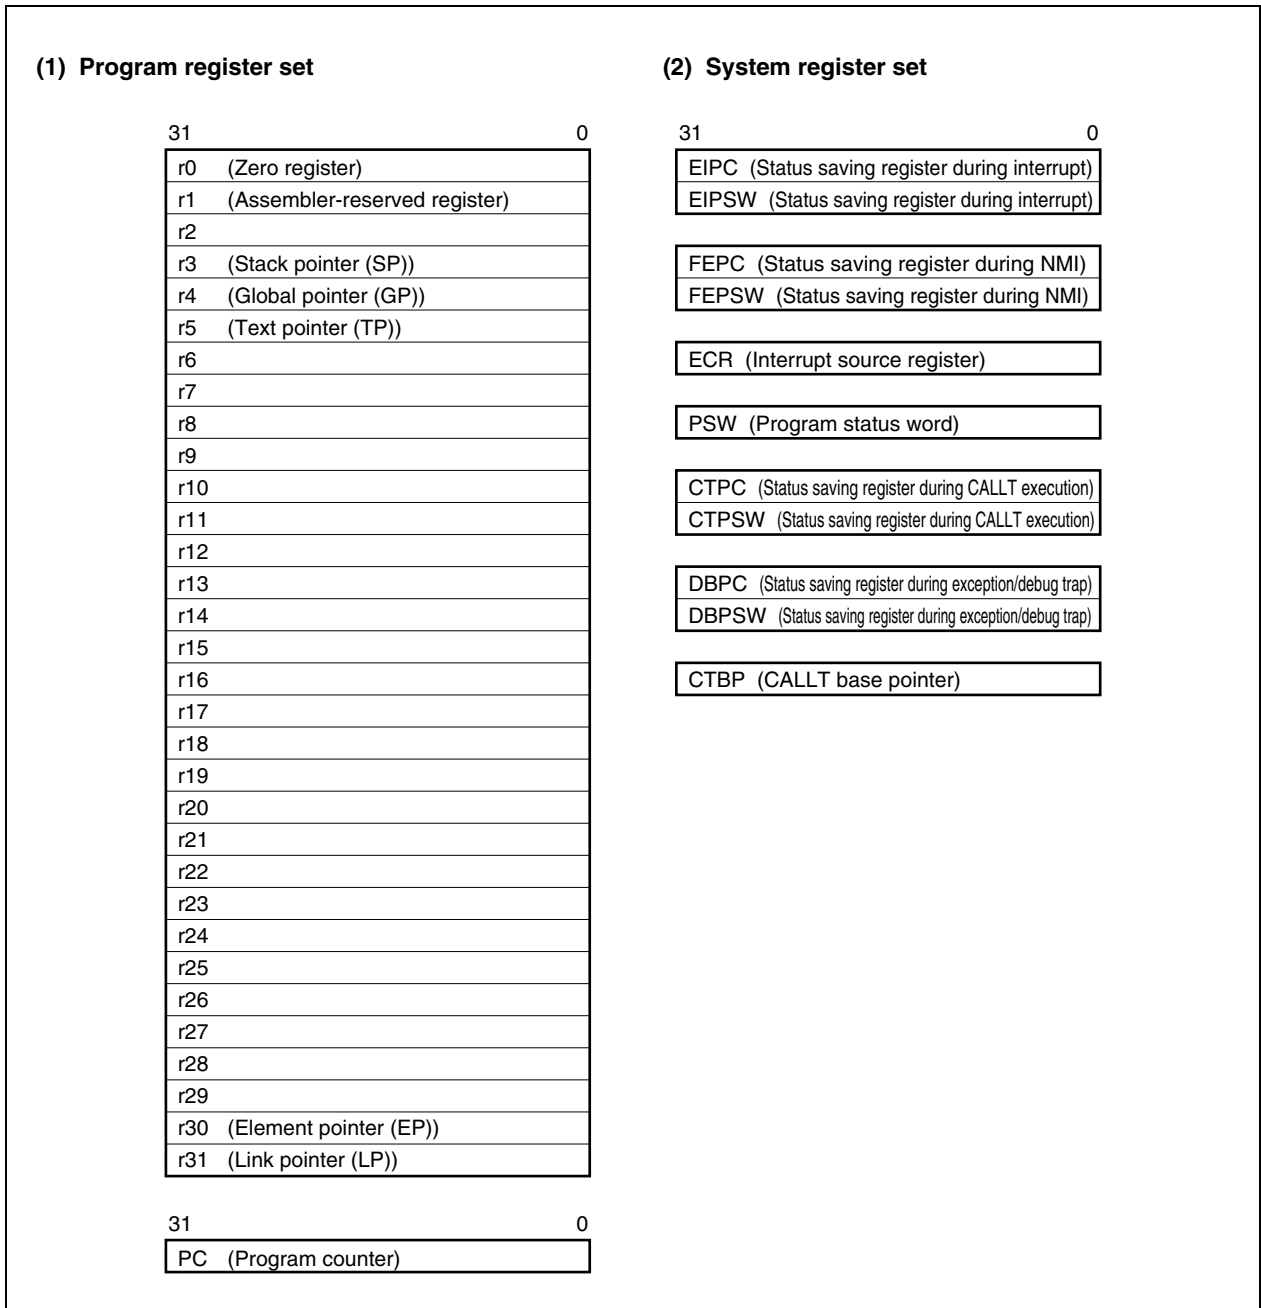 (1) Program register set
31 0
r0 (Zero register)
r1 (Assembler-reserved register)
r2
r3 (Stack pointer (SP))
r4 (Global pointer (GP))
r5 (Text pointer (TP))
r6
r7
r8
r9
r10
r11
r12
r13
r14
r15
r16
r17
r18
r19
r20
r21
r22
r23
r24
r25
r26
r27
r28
r29
r30 (Element pointer (EP))
r31 (Link pointer (LP))
31 0
PC (Program counter)
(2) System register set
31 0
EIPC (Status saving register during interrupt)
EIPSW (Status saving register during interrupt)
FEPC (Status saving register during NMI)
FEPSW (Status saving register during NMI)
ECR (Interrupt source register)
PSW (Program status word)
CTPC (Status saving register during CALLT execution)
CTPSW (Status saving register during CALLT execution)
DBPC (Status saving register during exception/debug trap)
DBPSW (Status saving register during exception/debug trap)
CTBP (CALLT base pointer)